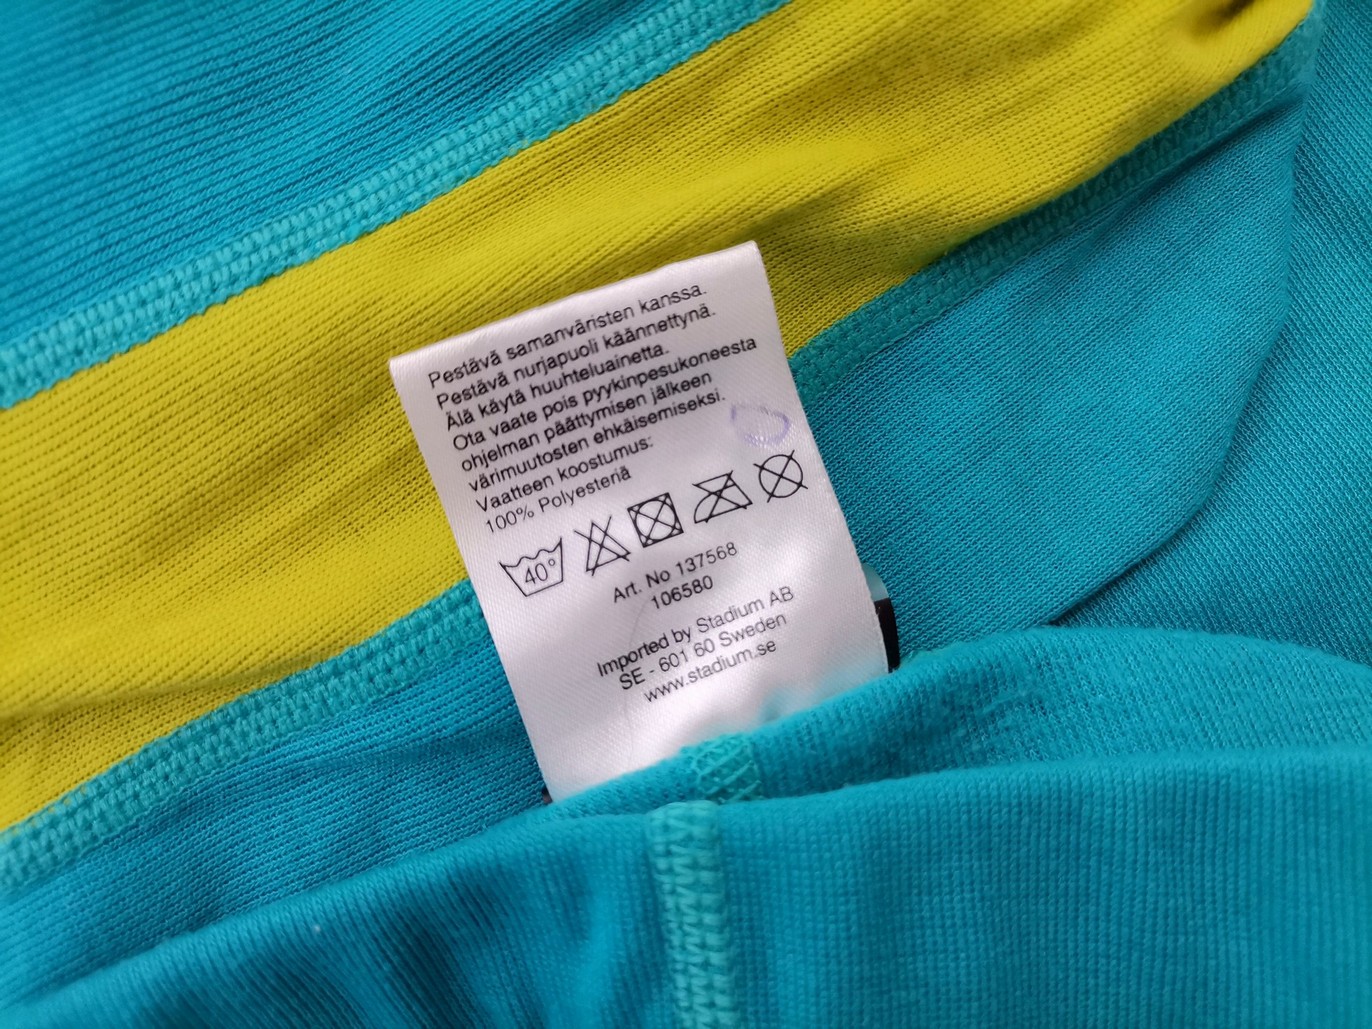 Pestävä samanväristen kanssa.
Pestävä nurjapuoli käännettynä.
Älä käytä huuhteluainetta.
Ota vaate pois pyykinpesukoneesta
ohjelman päättymisen jälkeen
värimuutosten ehkäisemiseksi.
Vaatteen koostumus:
100% Polyesteriä
40°
Art. No 137568
106580
Imported by Stadium AB
SE - 601 60 Sweden
www.stadium.se